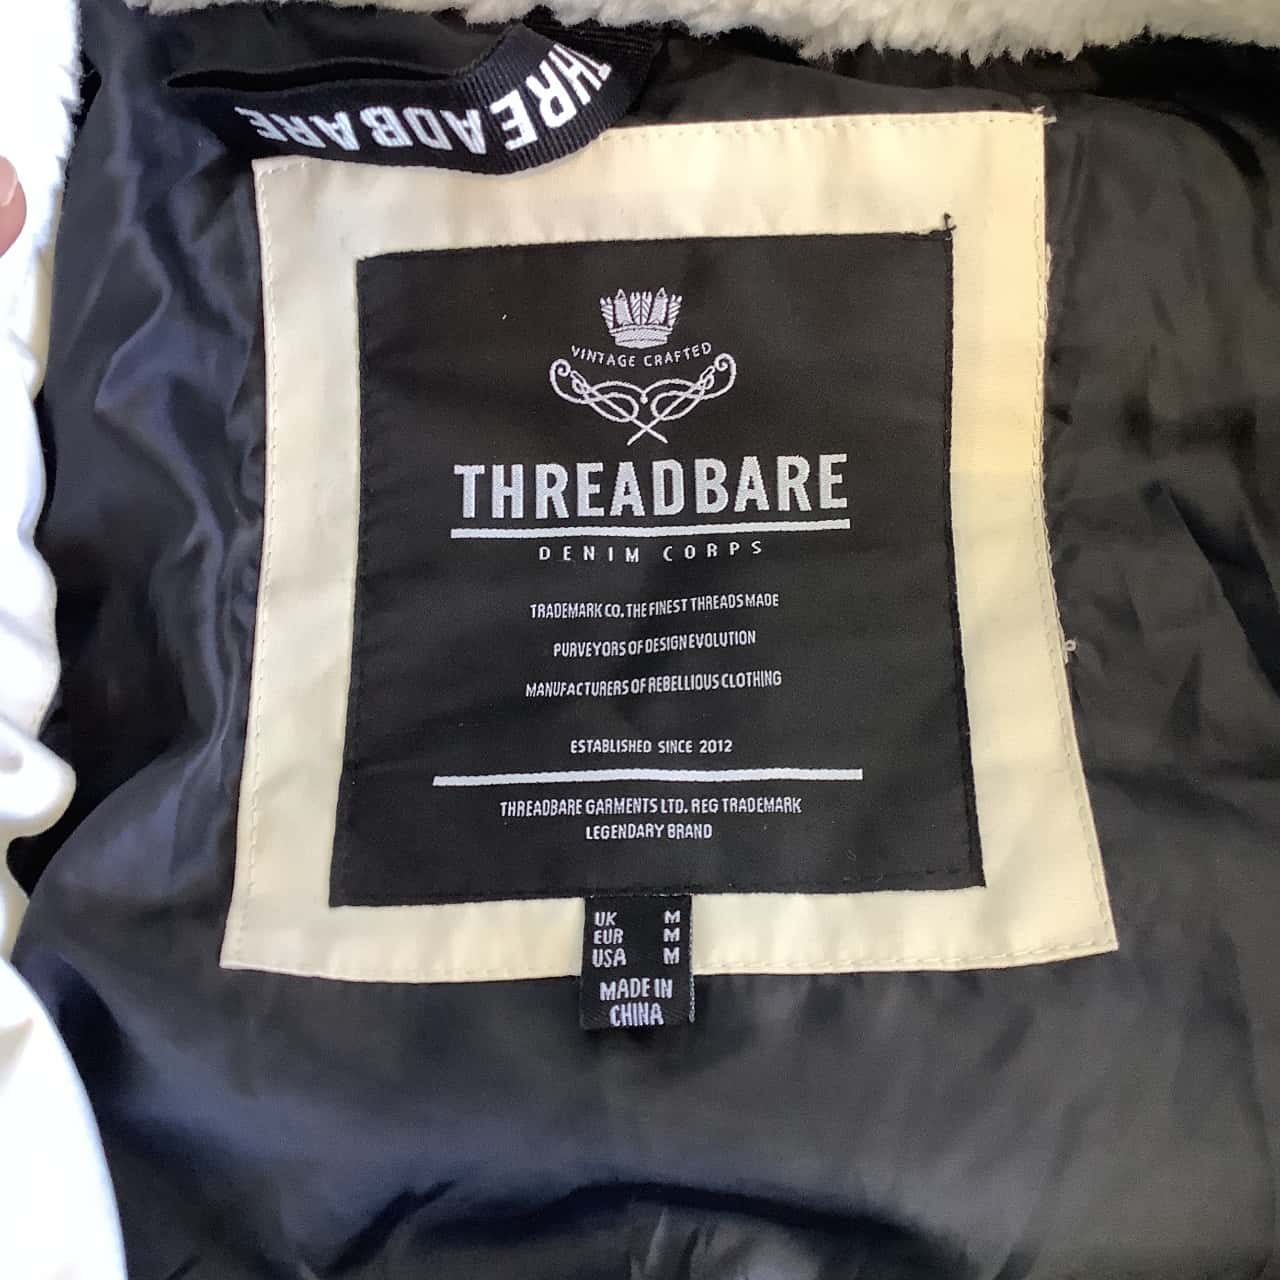 THREADBARE
VINTAGE CRAFTED
THREADBARE
DENIM CORPS
TRADEMARK CO. THE FINEST THREADS MADE
PURVEYORS OF DESIGN EVOLUTION
MANUFACTURERS OF REBELLIOUS CLOTHING
ESTABLISHED SINCE 2012
THREADBARE GARMENTS LTD. REG TRADEMARK
LEGENDARY BRAND
UK M
EUR M
USA M
MADE IN
CHINA